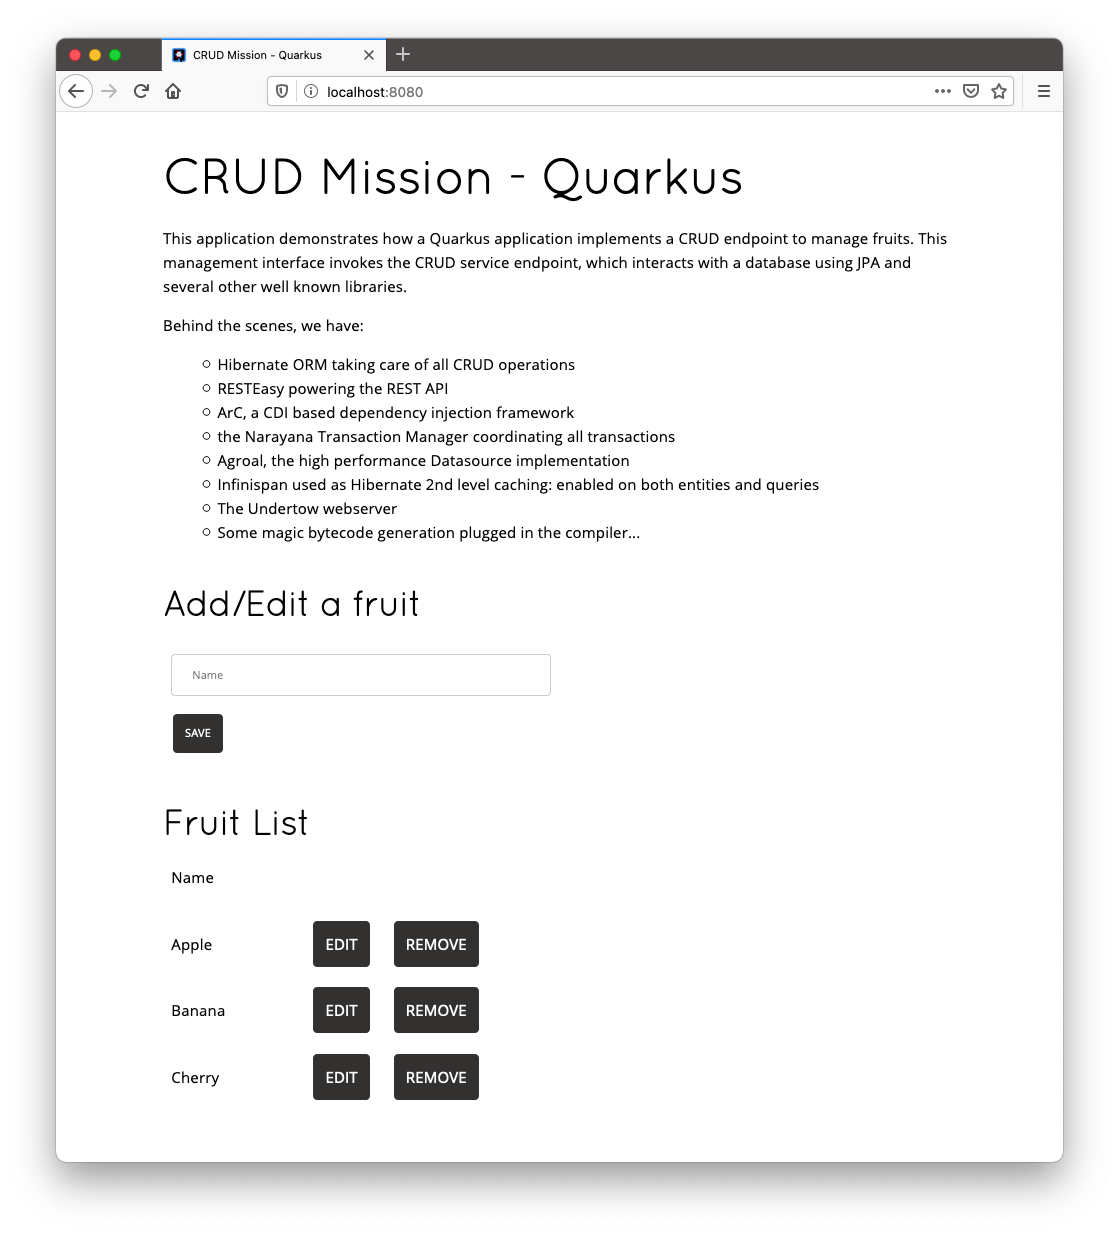 CRUD Mission - Quarkus
localhost:8080
CRUD Mission - Quarkus
This application demonstrates how a Quarkus application implements a CRUD endpoint to manage fruits. This
management interface invokes the CRUD service endpoint, which interacts with a database using JPA and
several other well known libraries.
Behind the scenes, we have:
Hibernate ORM taking care of all CRUD operations
RESTEasy powering the REST API
ArC, a CDI based dependency injection framework
the Narayana Transaction Manager coordinating all transactions
Agroal, the high performance Datasource implementation
Infinispan used as Hibernate 2nd level caching: enabled on both entities and queries
The Undertow webserver
Some magic bytecode generation plugged in the compiler...
Add/Edit a fruit
Name
SAVE
Fruit List
Name
Apple EDIT REMOVE
Banana EDIT REMOVE
Cherry EDIT REMOVE